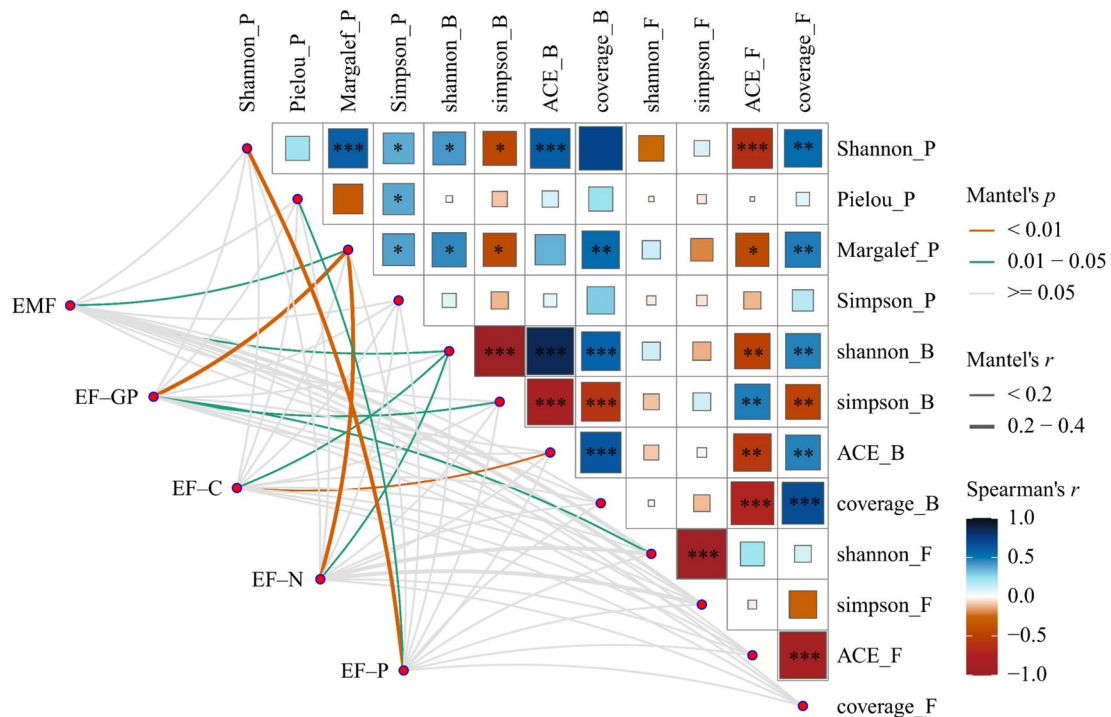 Shannon_P
Pielou_P
Margalef_P
Simpson_P
shannon_B
simpson_B
ACE_B
coverage_B
shannon_F
simpson_F
ACE_F
coverage_F
*** * * * *** *** ** Shannon_P
* Pielou_P
* * * ** * ** Margalef_P
Simpson_P
*** *** *** ** ** shannon_B
*** *** ** ** simpson_B
*** ** ** ACE_B
*** *** coverage_B
*** shannon_F
simpson_F
*** ACE_F
coverage_F
EMF
EF–GP
EF–C
EF–N
EF–P
Mantel's p
< 0.01
0.01 − 0.05
>= 0.05
Mantel's r
< 0.2
0.2 − 0.4
Spearman's r
1.0
0.5
0.0
−0.5
−1.0